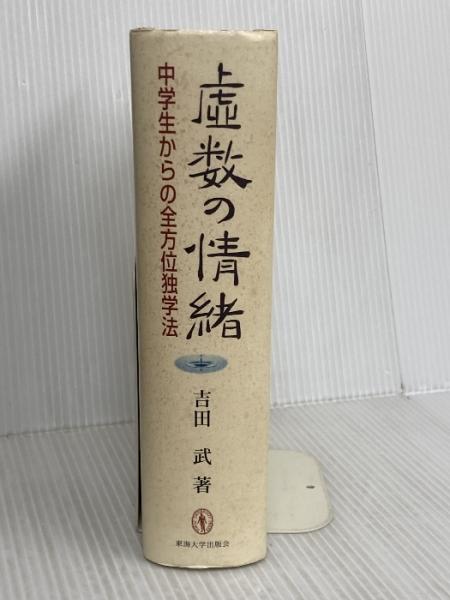 虚数の情緒
中学生からの全方位独学法
吉田 武 著
東海大学出版会